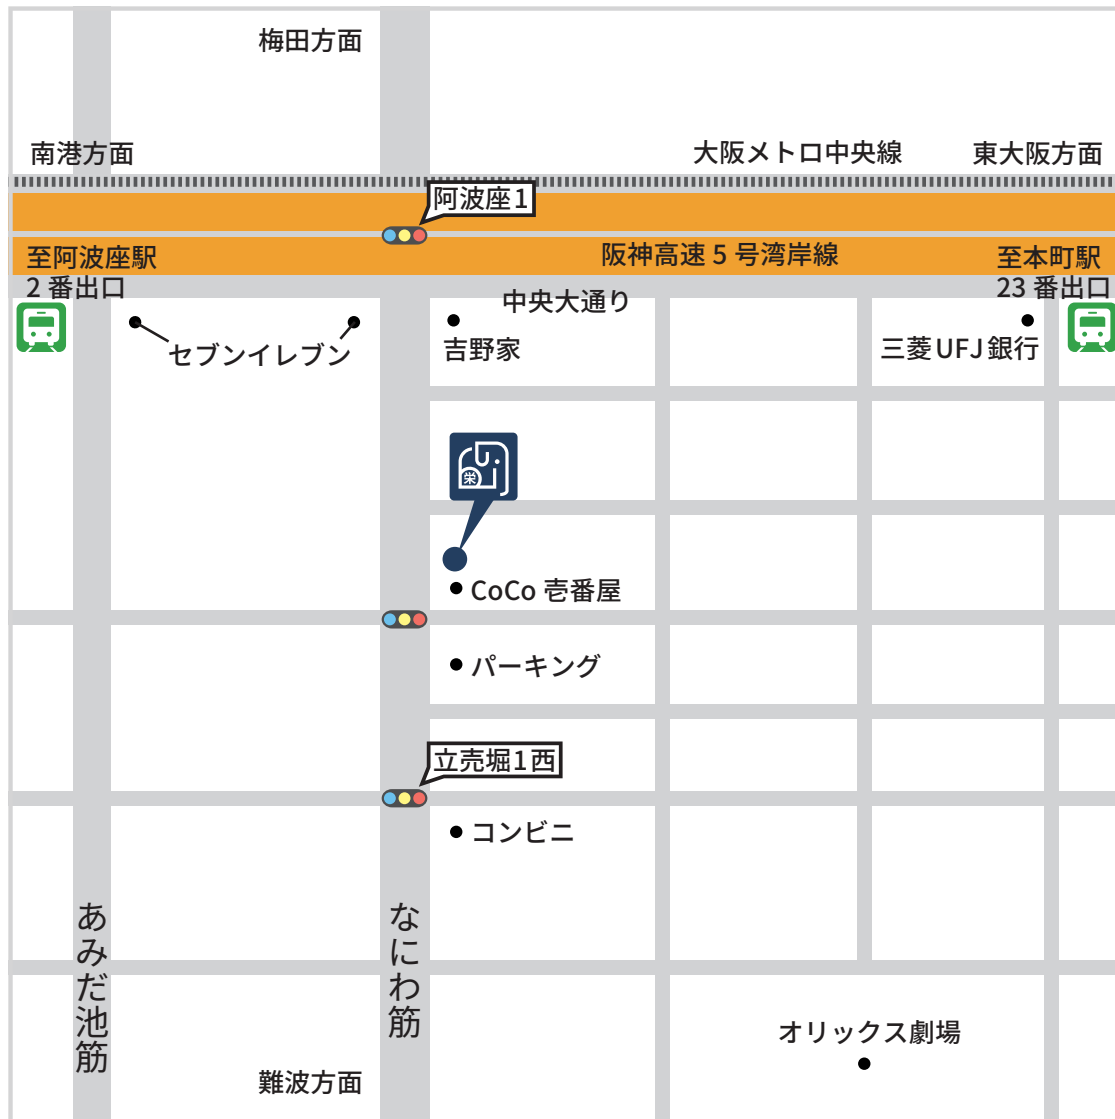 梅田方面
南港方面
大阪メトロ中央線
東大阪方面
阿波座1
至阿波座駅
2 番出口
阪神高速 5 号湾岸線
至本町駅
23 番出口
中央大通り
セブンイレブン
吉野家
三菱UFJ銀行
栄
CoCo 壱番屋
パーキング
立売堀1西
コンビニ
あみだ池筋
なにわ筋
オリックス劇場
難波方面